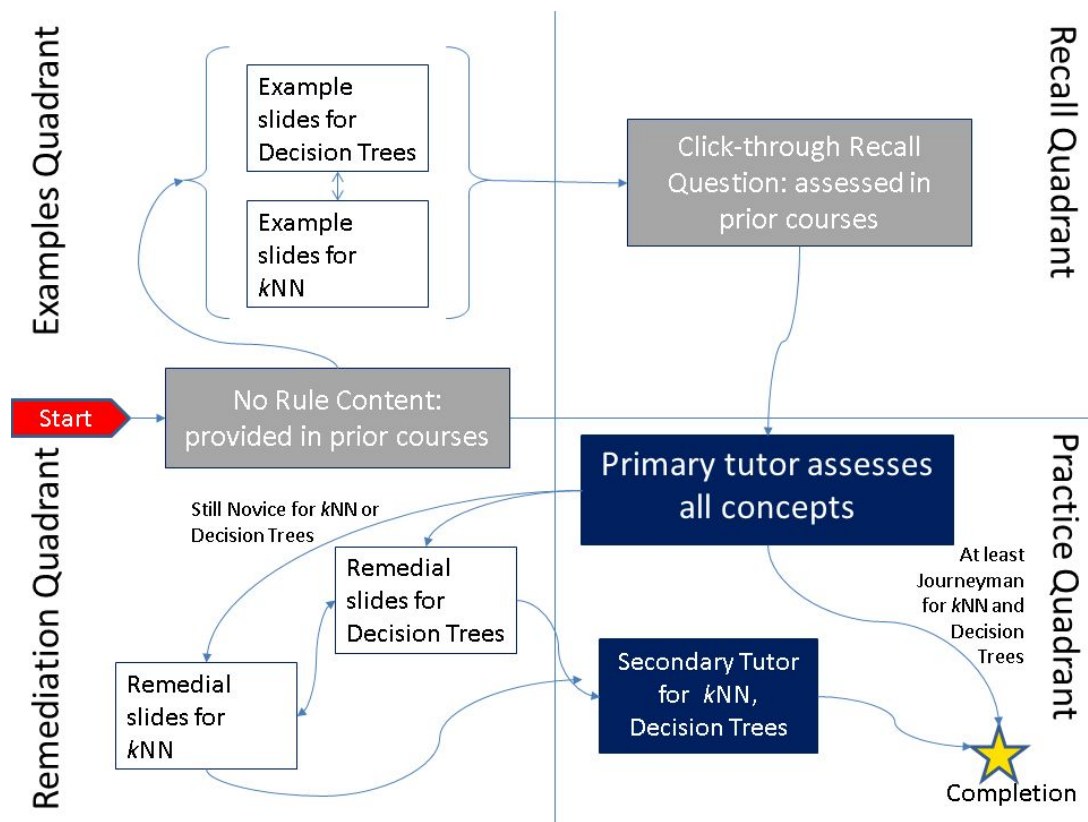 Examples Quadrant
Example
slides for
Decision Trees
Example
slides for
kNN
Recall Quadrant
Click-through Recall
Question: assessed in
prior courses
Start
No Rule Content:
provided in prior courses
Remediation Quadrant
Still Novice for kNN or
Decision Trees
Remedial
slides for
Decision Trees
Remedial
slides for
kNN
Practice Quadrant
Primary tutor assesses
all concepts
At least
Journeyman
for kNN and
Decision
Trees
Secondary Tutor
for kNN,
Decision Trees
Completion